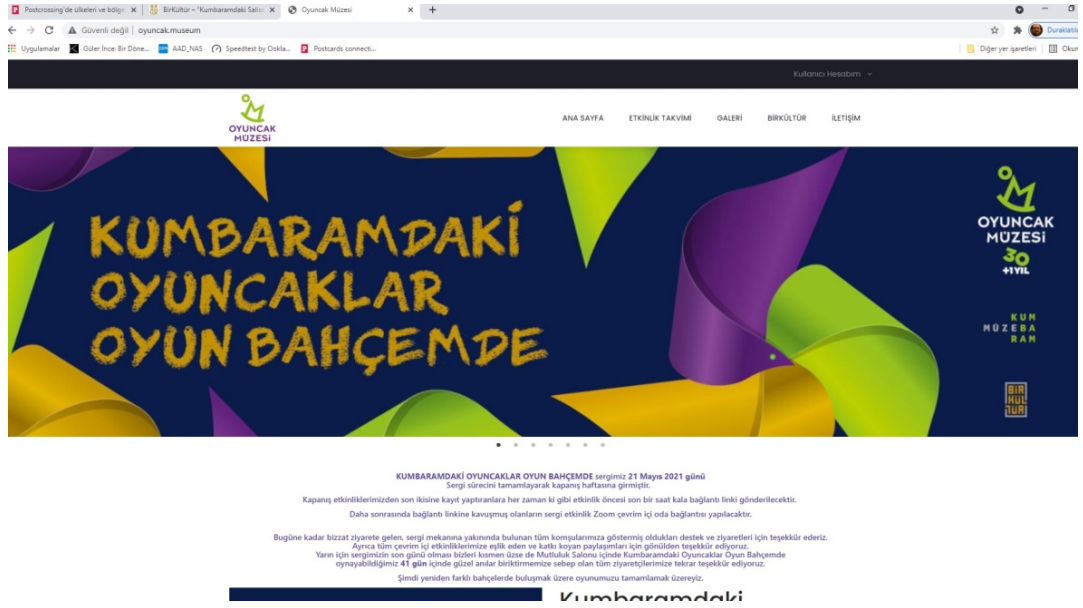 Postcrossing'de ülkeleri ve bölge
BirKültür – "Kumbaramdaki Salis
Oyuncak Müzesi
Güvenli değil | oyuncak.museum
Duraklatıldı
Uygulamalar
Güler İnce: Bir Döne...
AAD_NAS
Speedtest by Ookla...
Postcards connecti...
Diğer yer işaretleri
Okum
Kullanıcı Hesabım
OYUNCAK
MÜZESİ
ANA SAYFA
ETKİNLİK TAKVİMİ
GALERİ
BİRKÜLTÜR
İLETİŞİM
KUMBARAMDAKİ
OYUNCAKLAR
OYUN BAHÇEMDE
OYUNCAK
MÜZESİ
30
+1YIL
KUM
MÜZEBA
RAM
BİR
KÜL
TÜR
KUMBARAMDAKİ OYUNCAKLAR OYUN BAHÇEMDE sergimiz 21 Mayıs 2021 günü
Sergi sürecini tamamlayarak kapanış haftasına girmiştir.
Kapanış etkinliklerimizden son ikisine kayıt yaptıranlara her zaman ki gibi etkinlik öncesi son bir saat kala bağlantı linki gönderilecektir.
Daha sonrasında bağlantı linkine kavuşmuş olanların sergi etkinlik Zoom çevrim içi oda bağlantısı yapılacaktır.
Bugüne kadar bizzat ziyarete gelen, sergi mekanına yakınında bulunan tüm komşularımıza göstermiş oldukları destek ve ziyaretleri için teşekkür ederiz.
Ayrıca tüm çevrim içi etkinliklerimize eşlik eden ve katkı koyan paylaşımları için gönülden teşekkür ediyoruz.
Yarın için sergimizin son günü olması bizleri kısmen üzse de Mutluluk Salonu içinde Kumbaramdaki Oyuncaklar Oyun Bahçemde
oynayabildiğimiz 41 gün içinde güzel anılar biriktirmemize sebep olan tüm ziyaretçilerimize tekrar teşekkür ediyoruz.
Şimdi yeniden farklı bahçelerde buluşmak üzere oyunumuzu tamamlamak üzereyiz.
Kumbaramdaki